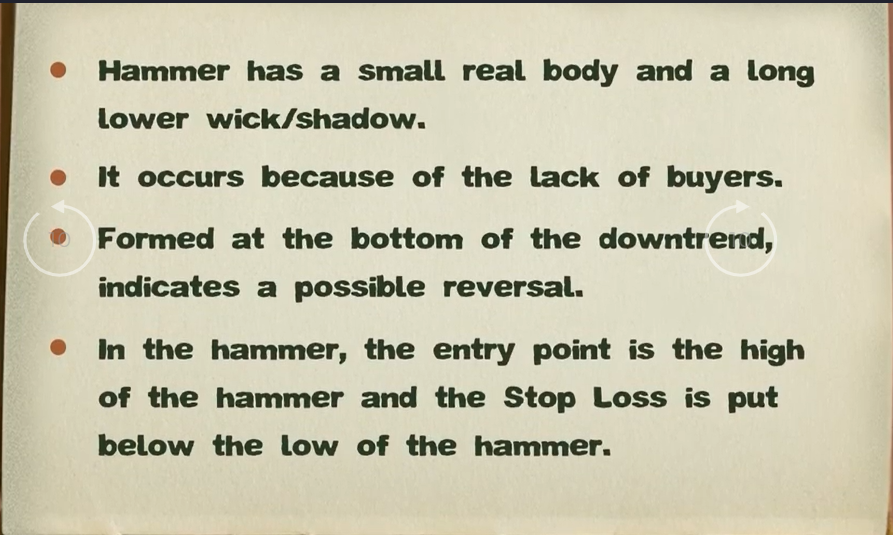 Hammer has a small real body and a long
lower wick/shadow.
It occurs because of the lack of buyers.
Formed at the bottom of the downtrend,
indicates a possible reversal.
In the hammer, the entry point is the high
of the hammer and the Stop Loss is put
below the low of the hammer.